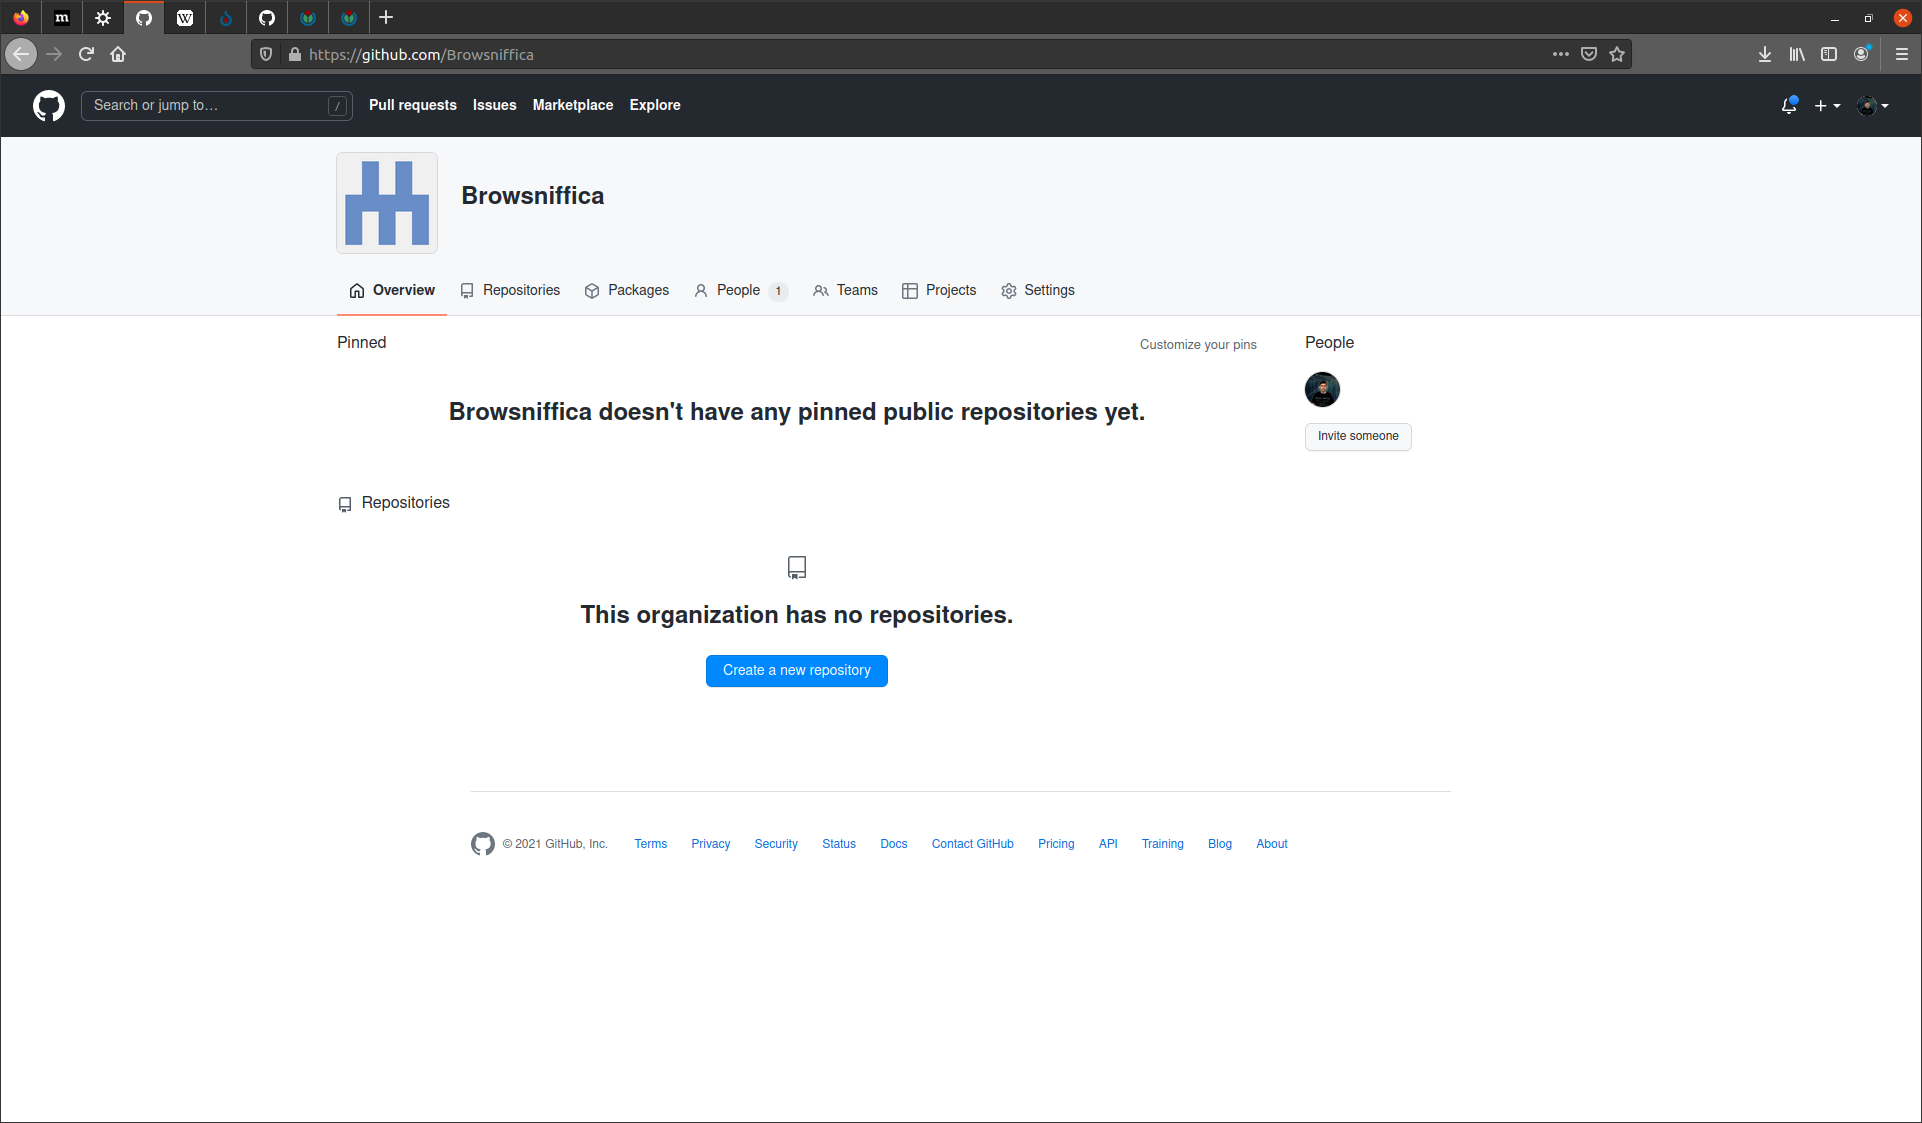 m
W
https://github.com/Browsniffica
Search or jump to…
/
Pull requests
Issues
Marketplace
Explore
Browsniffica
Overview
Repositories
Packages
People 1
Teams
Projects
Settings
Pinned
Customize your pins
Browsniffica doesn't have any pinned public repositories yet.
People
Invite someone
Repositories
This organization has no repositories.
Create a new repository
© 2021 GitHub, Inc.
Terms
Privacy
Security
Status
Docs
Contact GitHub
Pricing
API
Training
Blog
About